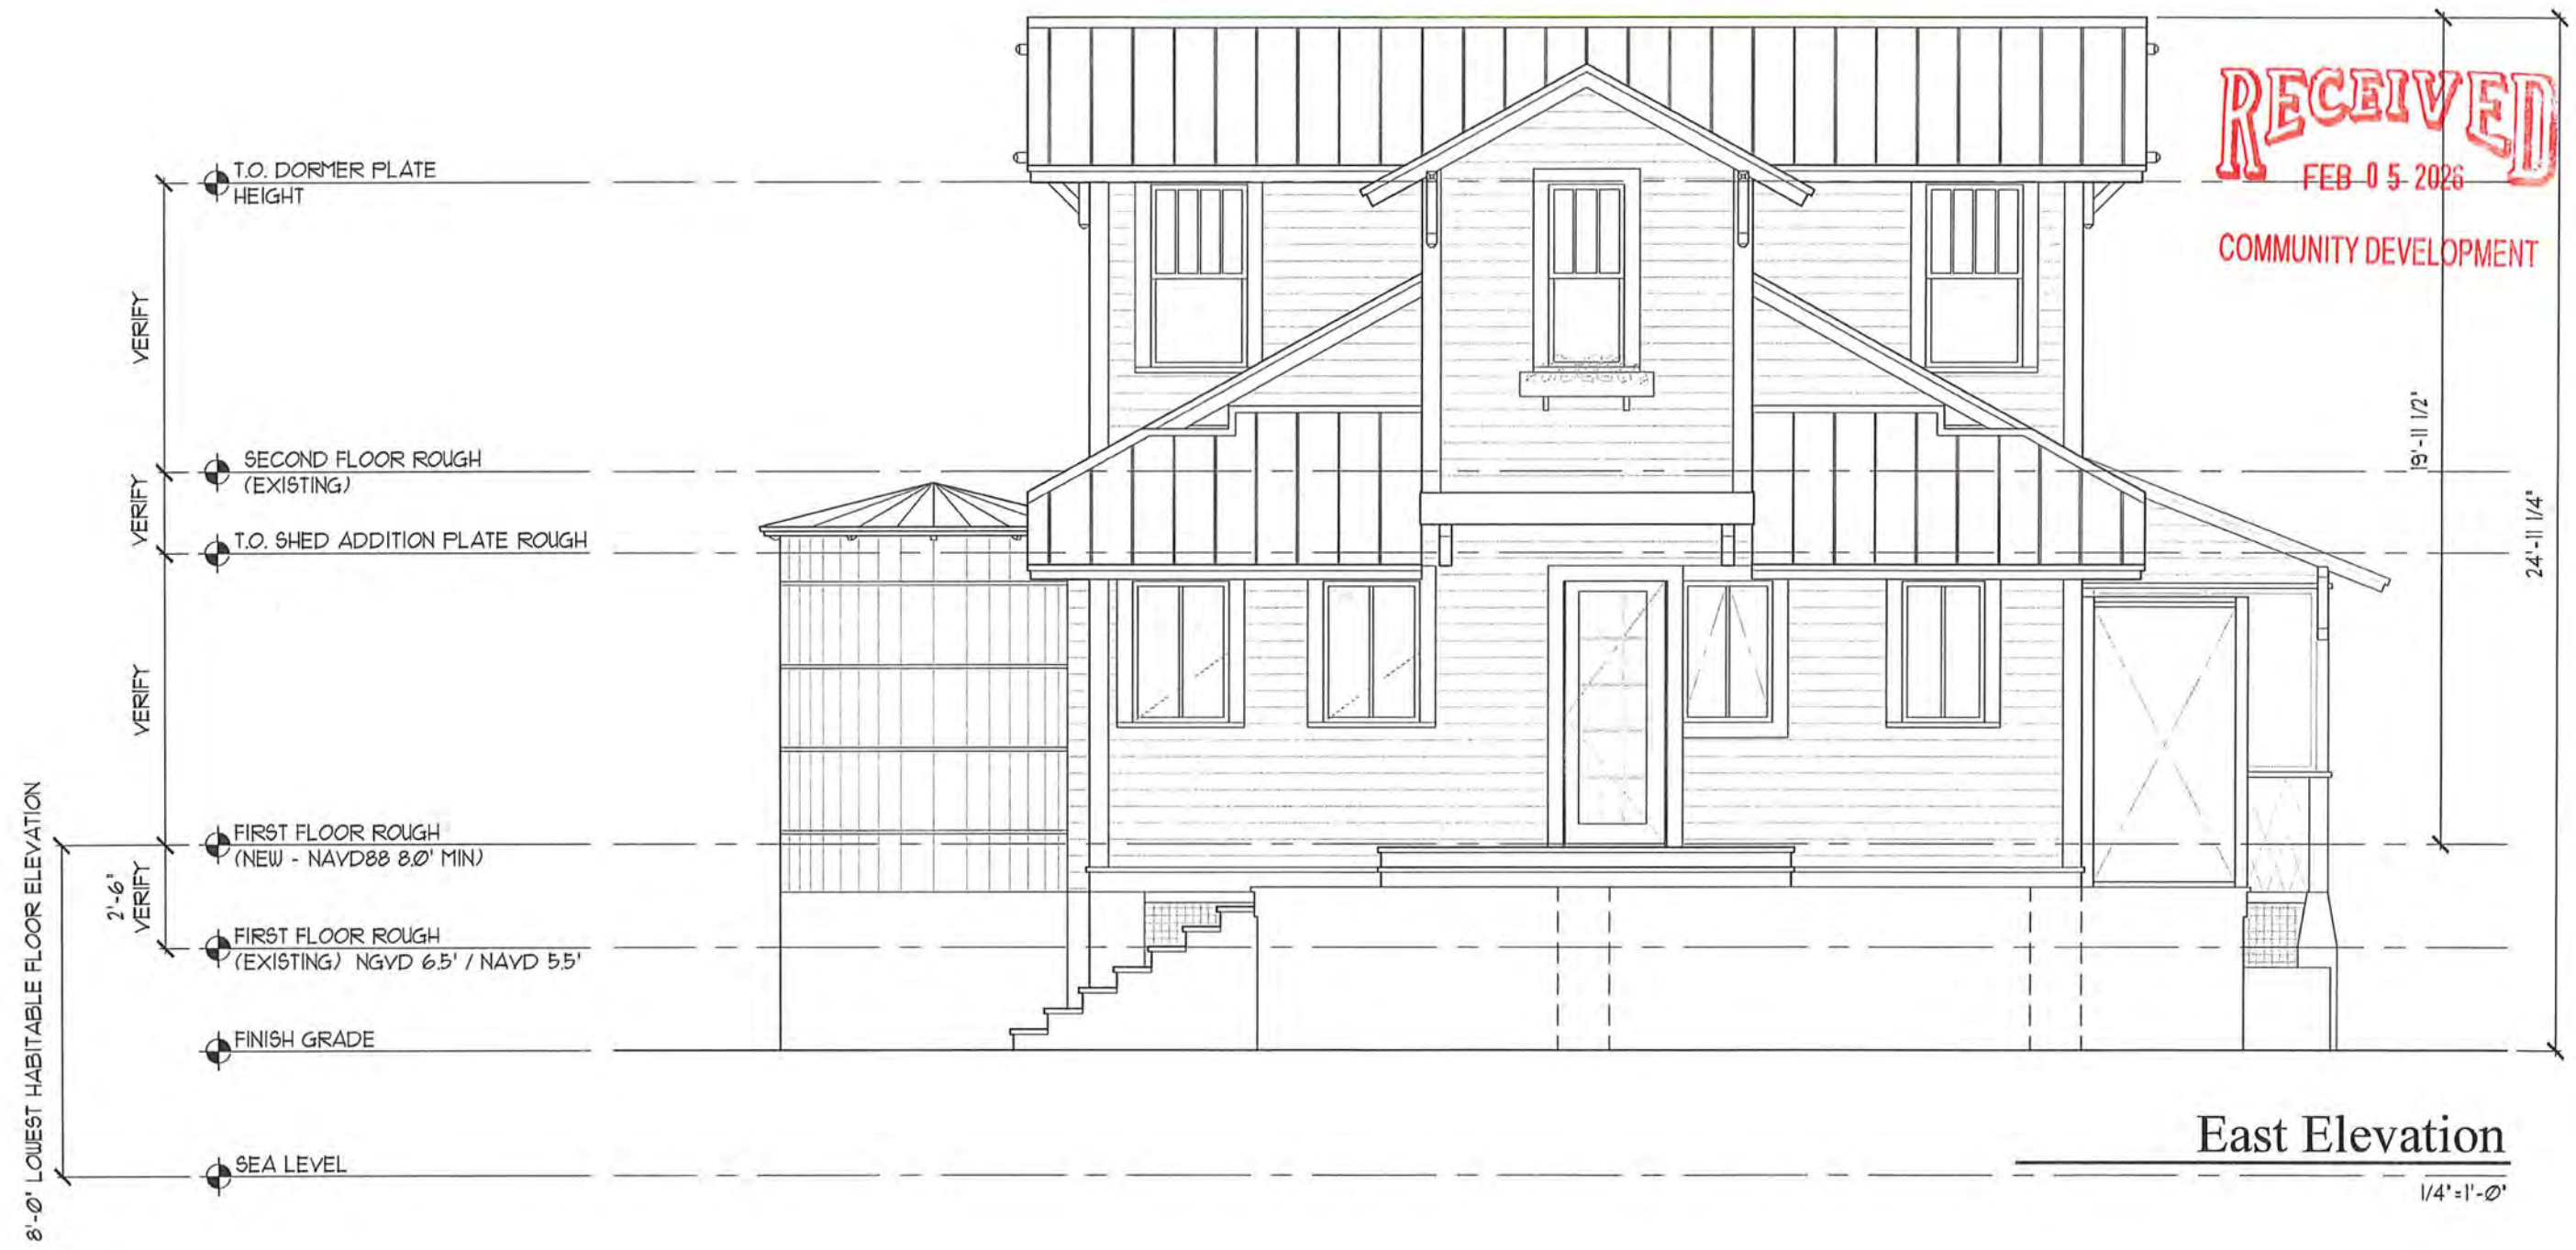 RECEIVED
FEB 05 2026
COMMUNITY DEVELOPMENT
T.O. DORMER PLATE
HEIGHT
VERIFY
SECOND FLOOR ROUGH
(EXISTING)
VERIFY
T.O. SHED ADDITION PLATE ROUGH
VERIFY
19'-11 1/2"
24'-11 1/4"
8'-0" LOWEST HABITABLE FLOOR ELEVATION
FIRST FLOOR ROUGH
(NEW - NAVD88 8.0' MIN)
2'-6"
VERIFY
FIRST FLOOR ROUGH
(EXISTING) NGVD 6.5' / NAVD 5.5'
FINISH GRADE
SEA LEVEL
East Elevation
1/4"=1'-0"